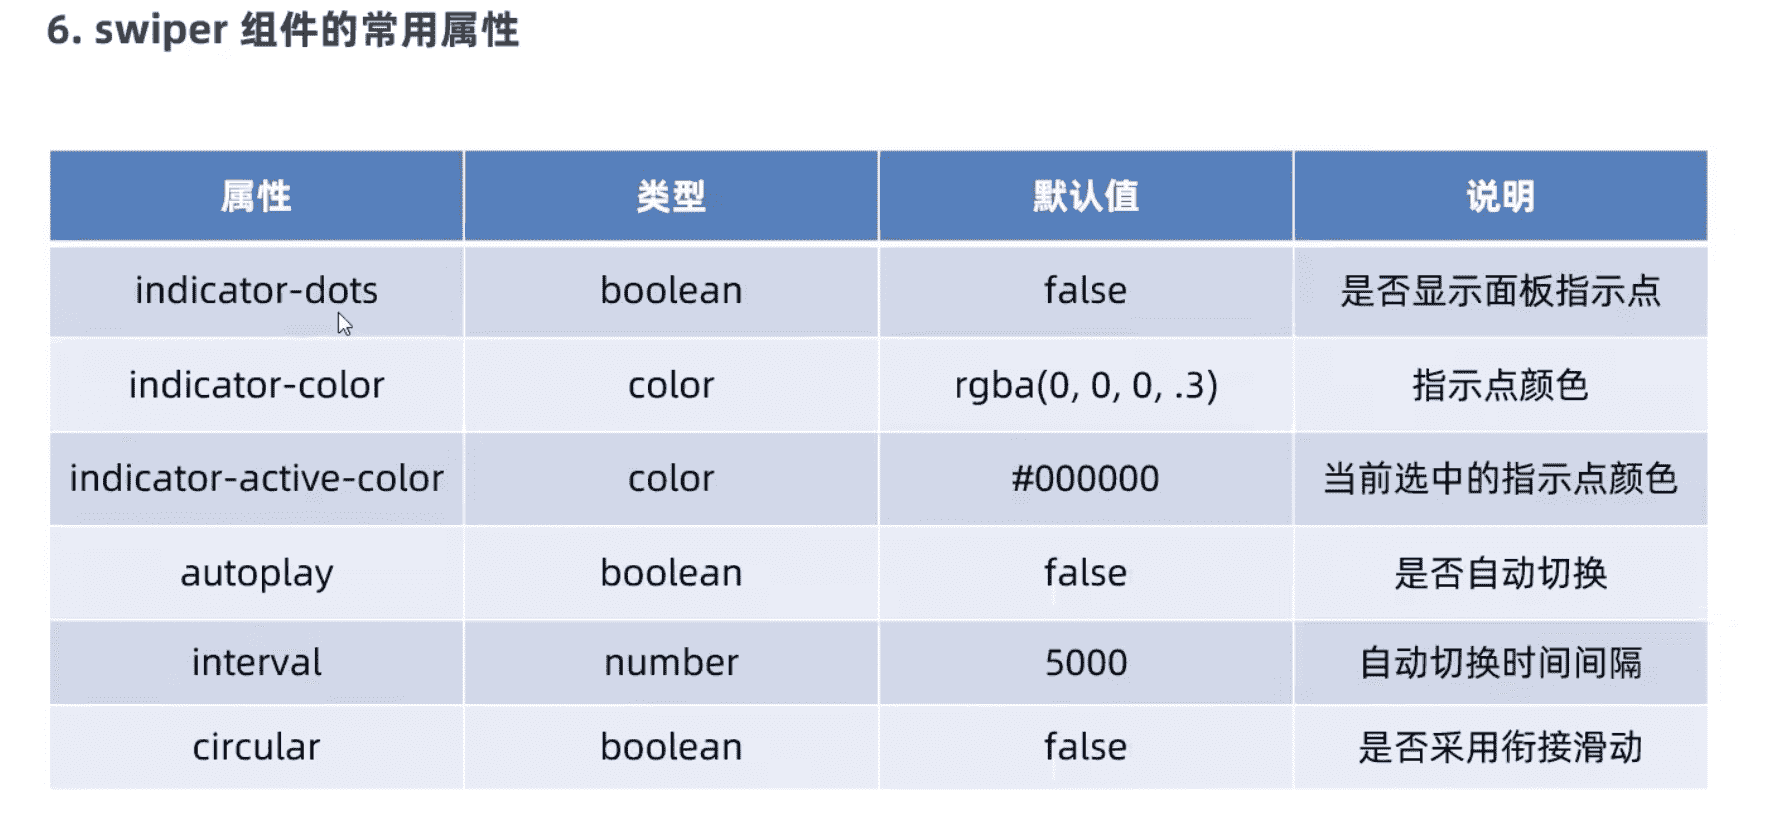 6. swiper 组件的常用属性
属性 类型 默认值 说明
indicator-dots boolean false 是否显示面板指示点
indicator-color color rgba(0, 0, 0, .3) 指示点颜色
indicator-active-color color #000000 当前选中的指示点颜色
autoplay boolean false 是否自动切换
interval number 5000 自动切换时间间隔
circular boolean false 是否采用衔接滑动